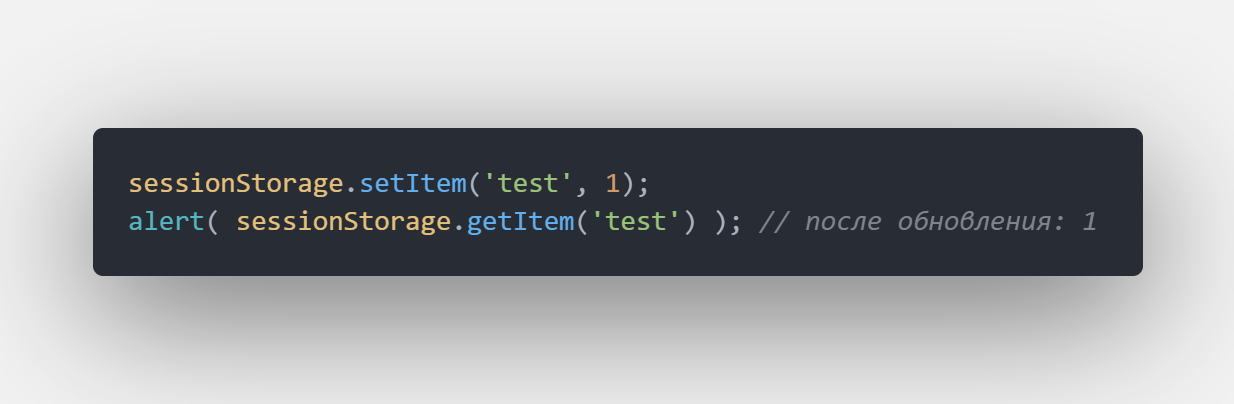 sessionStorage.setItem('test', 1);
alert( sessionStorage.getItem('test') ); // после обновления: 1